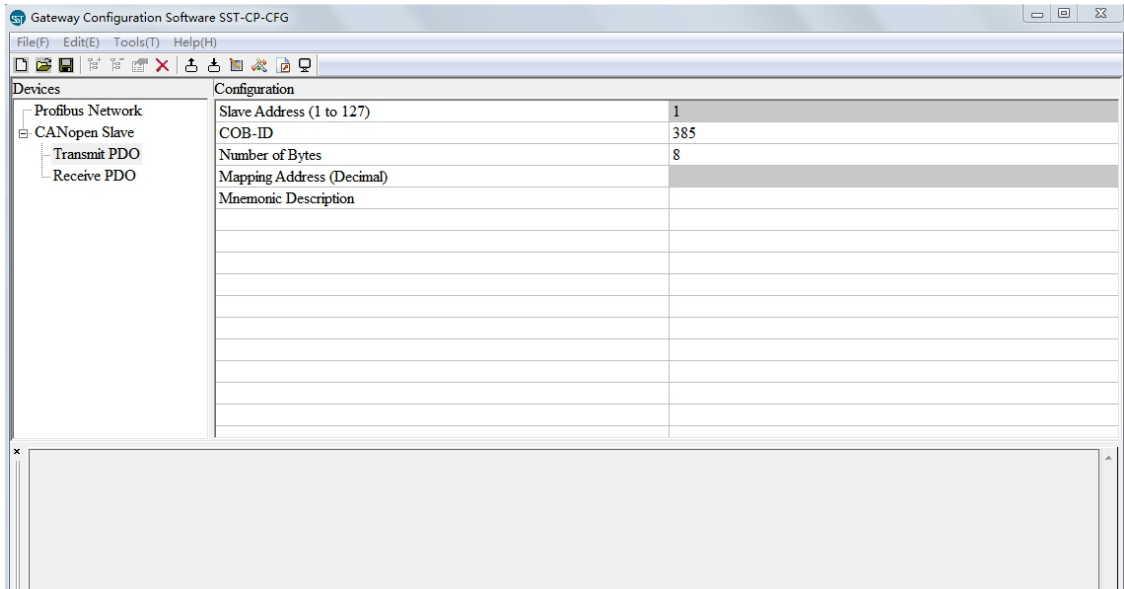 SST Gateway Configuration Software SST-CP-CFG
File(F) Edit(E) Tools(T) Help(H)
Devices Configuration
Profibus Network
CANopen Slave
Transmit PDO
Receive PDO
Slave Address (1 to 127) 1
COB-ID 385
Number of Bytes 8
Mapping Address (Decimal)
Mnemonic Description